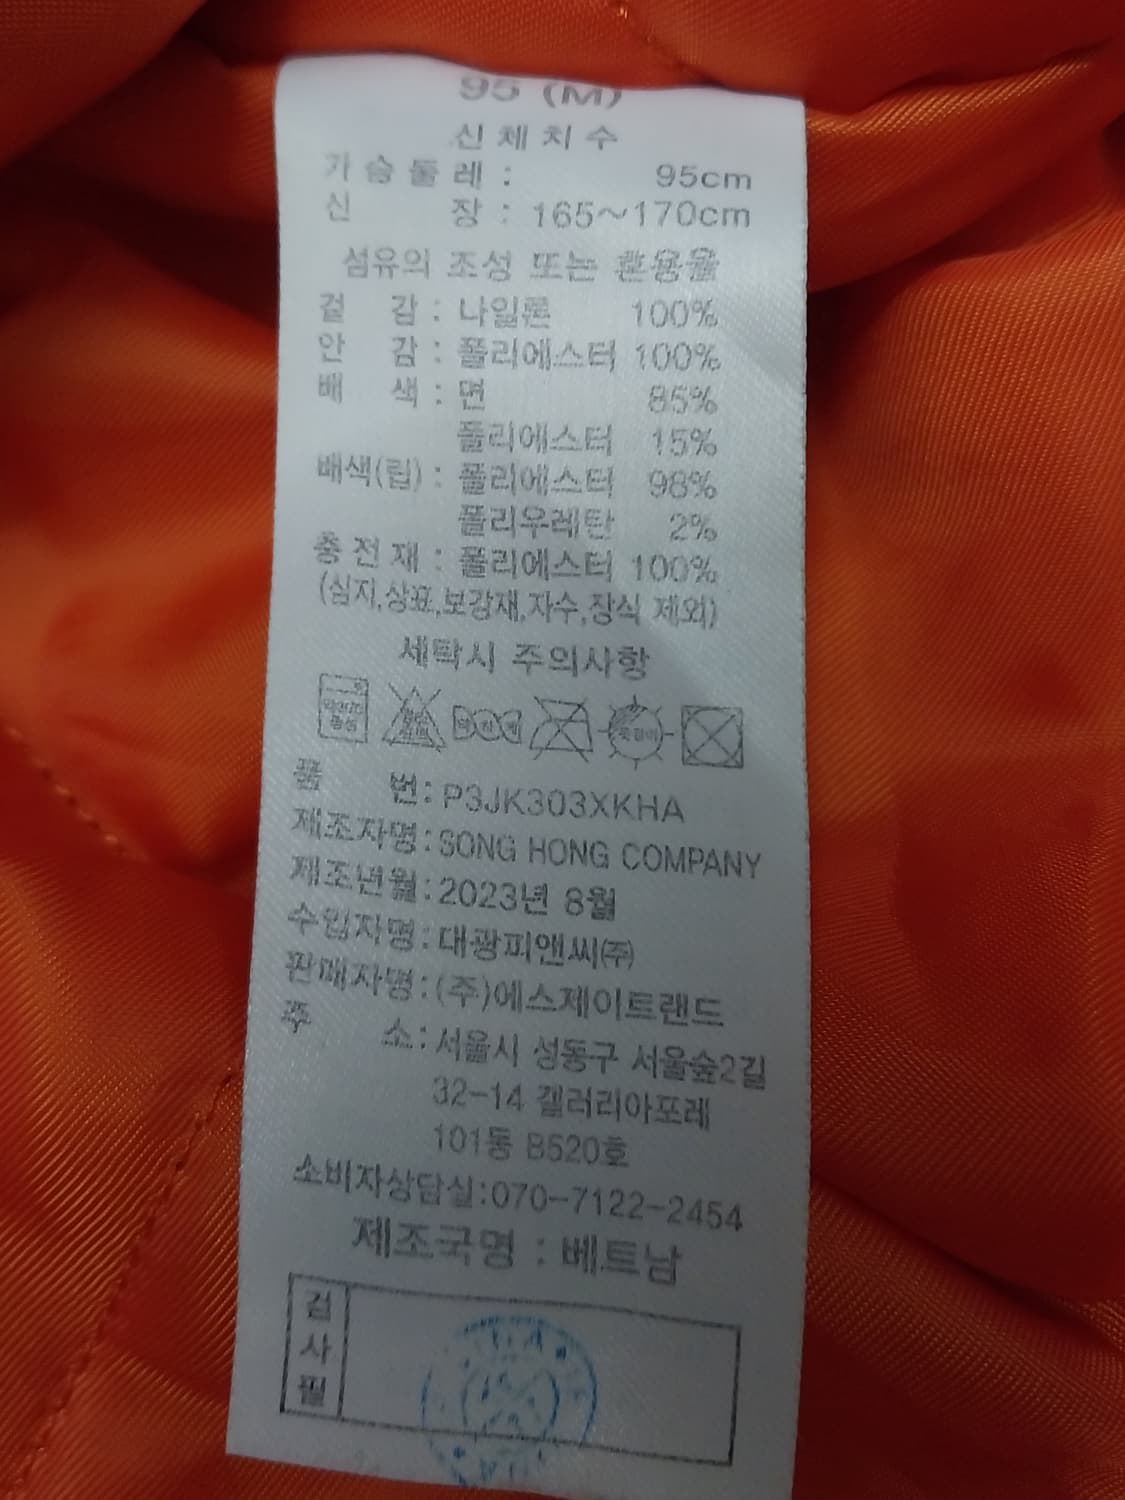 95 (M)
신체치수
가슴둘레 : 95cm
신 장 : 165~170cm
섬유의 조성 또는 혼용율
겉 감 : 나일론 100%
안 감 : 폴리에스터 100%
배 색 : 면 85%
폴리에스터 15%
배색(립) : 폴리에스터 98%
폴리우레탄 2%
충전재 : 폴리에스터 100%
(심지,상표,보강재,자수,장식 제외)
세탁시 주의사항
품 번: P3JK303XKHA
제조자명: SONG HONG COMPANY
제조년월: 2023년 8월
수입자명: 대광피앤씨㈜
판매자명: (주)에스제이트랜드
주 소: 서울시 성동구 서울숲2길
32-14 갤러리아포레
101동 B520호
소비자상담실:070-7122-2454
제조국명 : 베트남
검사필